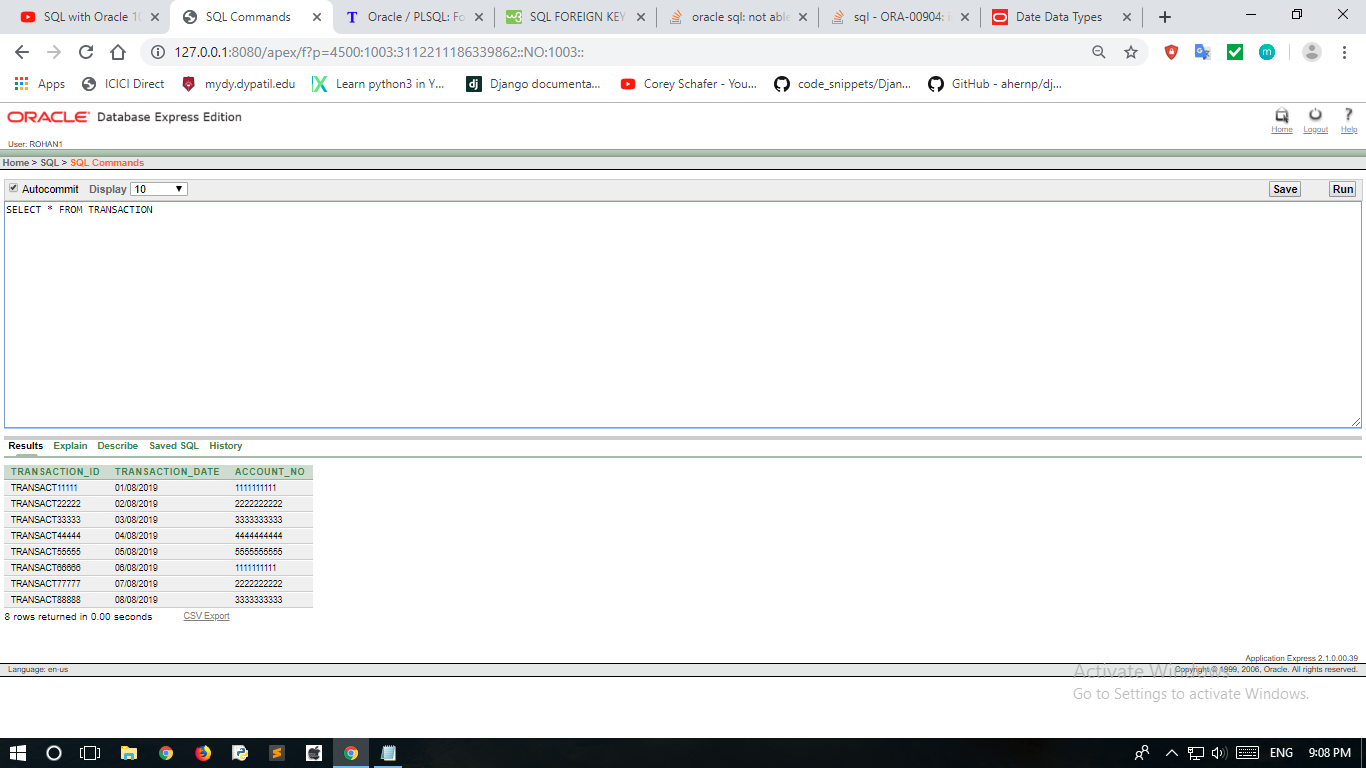 SQL with Oracle 10
SQL Commands
Oracle / PLSQL: Fo
SQL FOREIGN KEY
oracle sql: not able
sql - ORA-00904: i
Date Data Types
127.0.0.1:8080/apex/f?p=4500:1003:3112211186339862::NO:1003::
Apps
ICICI Direct
mydy.dypatil.edu
Learn python3 in Y...
dj Django documenta...
Corey Schafer - You...
code_snippets/Djan...
GitHub - ahernp/dj...
ORACLE Database Express Edition
Home Logout Help
User: ROHAN1
Home > SQL > SQL Commands
Autocommit Display 10 Save Run
SELECT * FROM TRANSACTION
Results Explain Describe Saved SQL History
TRANSACTION_ID TRANSACTION_DATE ACCOUNT_NO
TRANSACT11111 01/08/2019 1111111111
TRANSACT22222 02/08/2019 2222222222
TRANSACT33333 03/08/2019 3333333333
TRANSACT44444 04/08/2019 4444444444
TRANSACT55555 05/08/2019 5555555555
TRANSACT66666 06/08/2019 1111111111
TRANSACT77777 07/08/2019 2222222222
TRANSACT88888 08/08/2019 3333333333
8 rows returned in 0.00 seconds CSV Export
Application Express 2.1.0.00.39
Language: en-us Copyright © 1999, 2006, Oracle. All rights reserved.
Activate Windows
Go to Settings to activate Windows.
ENG 9:08 PM